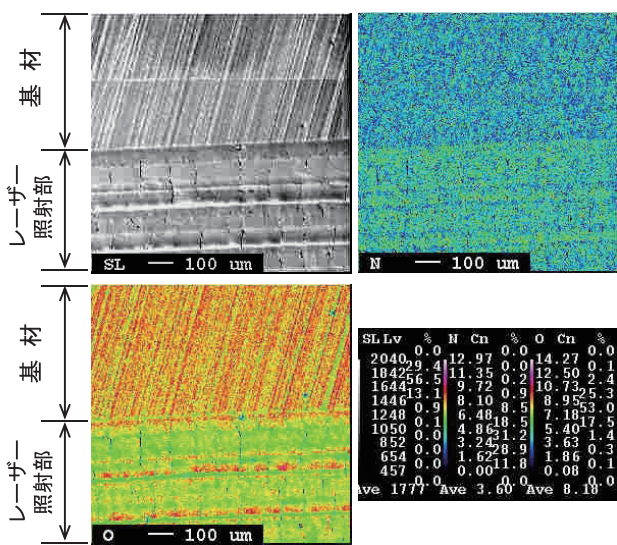 基材
レーザー
照射部
SL 100 um
N 100 um
基材
レーザー
照射部
O 100 um
SL Lv % N Cn % O Cn %
0.0 0.0 0.0
2040 29.4 12.97 0.0 14.27 0.1
1842 56.5 11.35 0.2 12.50 2.4
1644 13.1 9.72 0.9 10.73 25.3
1446 0.9 8.10 8.5 8.95 53.0
1248 0.1 6.48 18.5 7.18 17.5
1050 0.0 4.86 31.2 5.40 1.4
852 0.0 3.24 28.9 3.63 0.3
654 0.0 1.62 11.8 1.86 0.1
457 0.00 0.08
Ave 1777 Ave 3.60 Ave 8.18